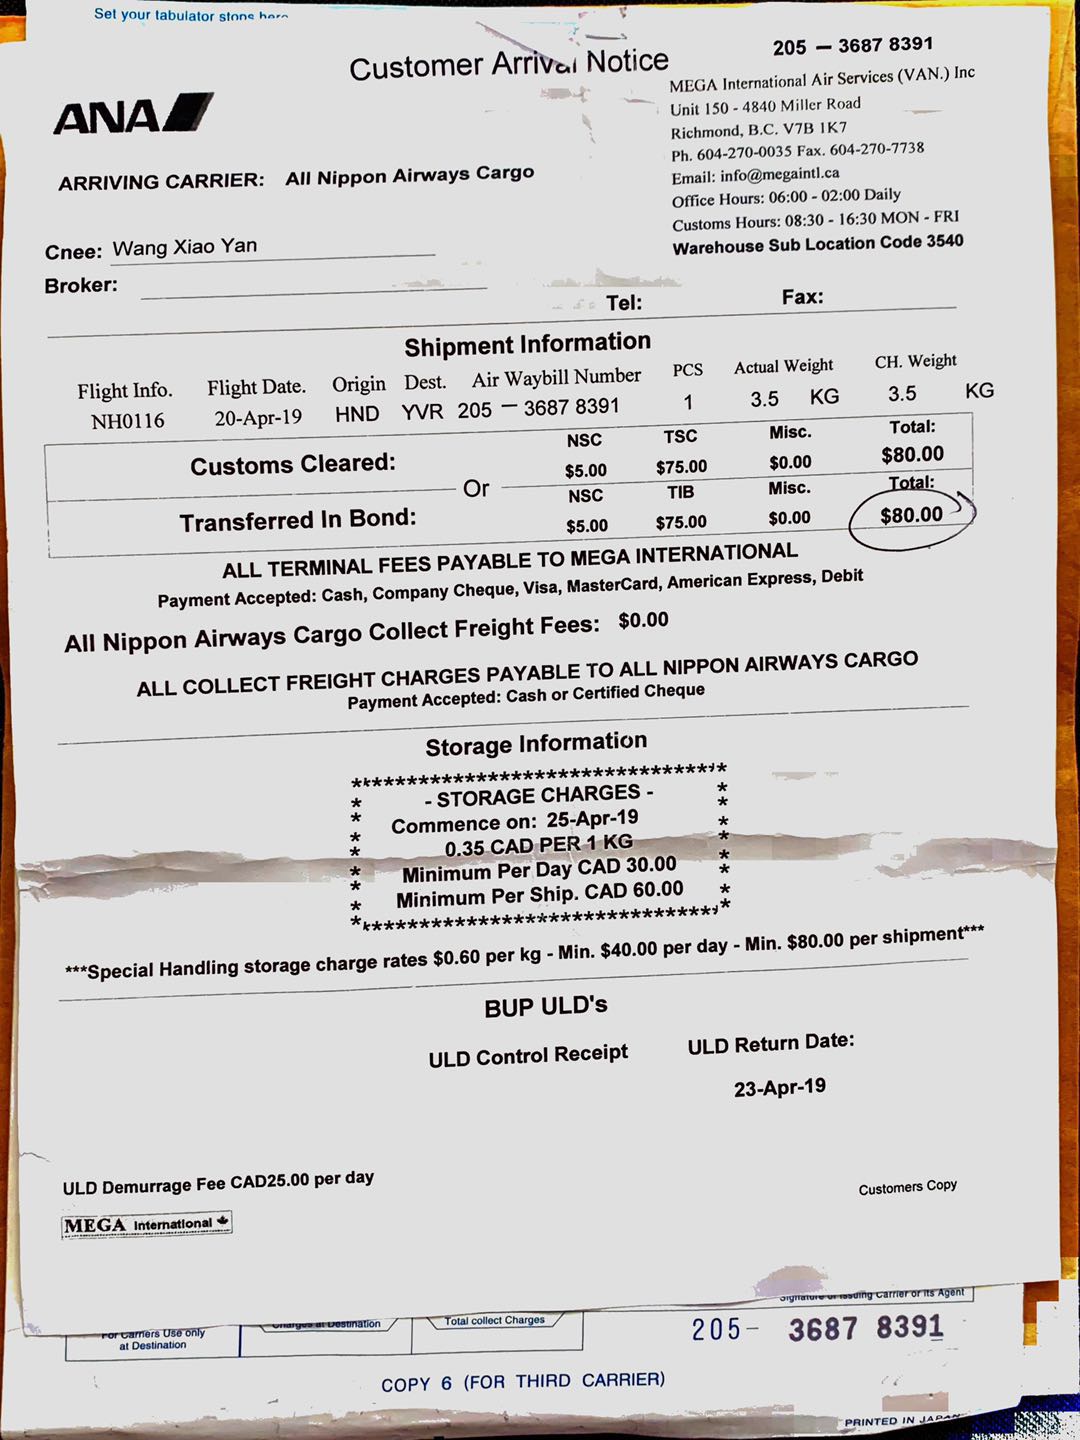 Set your tabulator stops here
Customer Arrival Notice
205 — 3687 8391
MEGA International Air Services (VAN.) Inc
Unit 150 - 4840 Miller Road
Richmond, B.C. V7B 1K7
Ph. 604-270-0035 Fax. 604-270-7738
Email: info@megaintl.ca
Office Hours: 06:00 - 02:00 Daily
Customs Hours: 08:30 - 16:30 MON - FRI
Warehouse Sub Location Code 3540
ANA
ARRIVING CARRIER: All Nippon Airways Cargo
Cnee: Wang Xiao Yan
Broker:
Tel: Fax:
Shipment Information
Flight Info. Flight Date. Origin Dest. Air Waybill Number PCS Actual Weight CH. Weight
NH0116 20-Apr-19 HND YVR 205 — 3687 8391 1 3.5 KG 3.5 KG
NSC TSC Misc. Total:
Customs Cleared: $5.00 $75.00 $0.00 $80.00
Or
NSC TIB Misc. Total:
Transferred In Bond: $5.00 $75.00 $0.00 $80.00
ALL TERMINAL FEES PAYABLE TO MEGA INTERNATIONAL
Payment Accepted: Cash, Company Cheque, Visa, MasterCard, American Express, Debit
All Nippon Airways Cargo Collect Freight Fees: $0.00
ALL COLLECT FREIGHT CHARGES PAYABLE TO ALL NIPPON AIRWAYS CARGO
Payment Accepted: Cash or Certified Cheque
Storage Information
- STORAGE CHARGES -
Commence on: 25-Apr-19
0.35 CAD PER 1 KG
Minimum Per Day CAD 30.00
Minimum Per Ship. CAD 60.00
***Special Handling storage charge rates $0.60 per kg - Min. $40.00 per day - Min. $80.00 per shipment***
BUP ULD's
ULD Control Receipt ULD Return Date:
23-Apr-19
ULD Demurrage Fee CAD25.00 per day
Customers Copy
MEGA International
Signature of Issuing Carrier or its Agent
For Carriers Use only
at Destination
Charges at Destination
Total collect Charges
205- 3687 8391
COPY 6 (FOR THIRD CARRIER)
PRINTED IN JAPAN